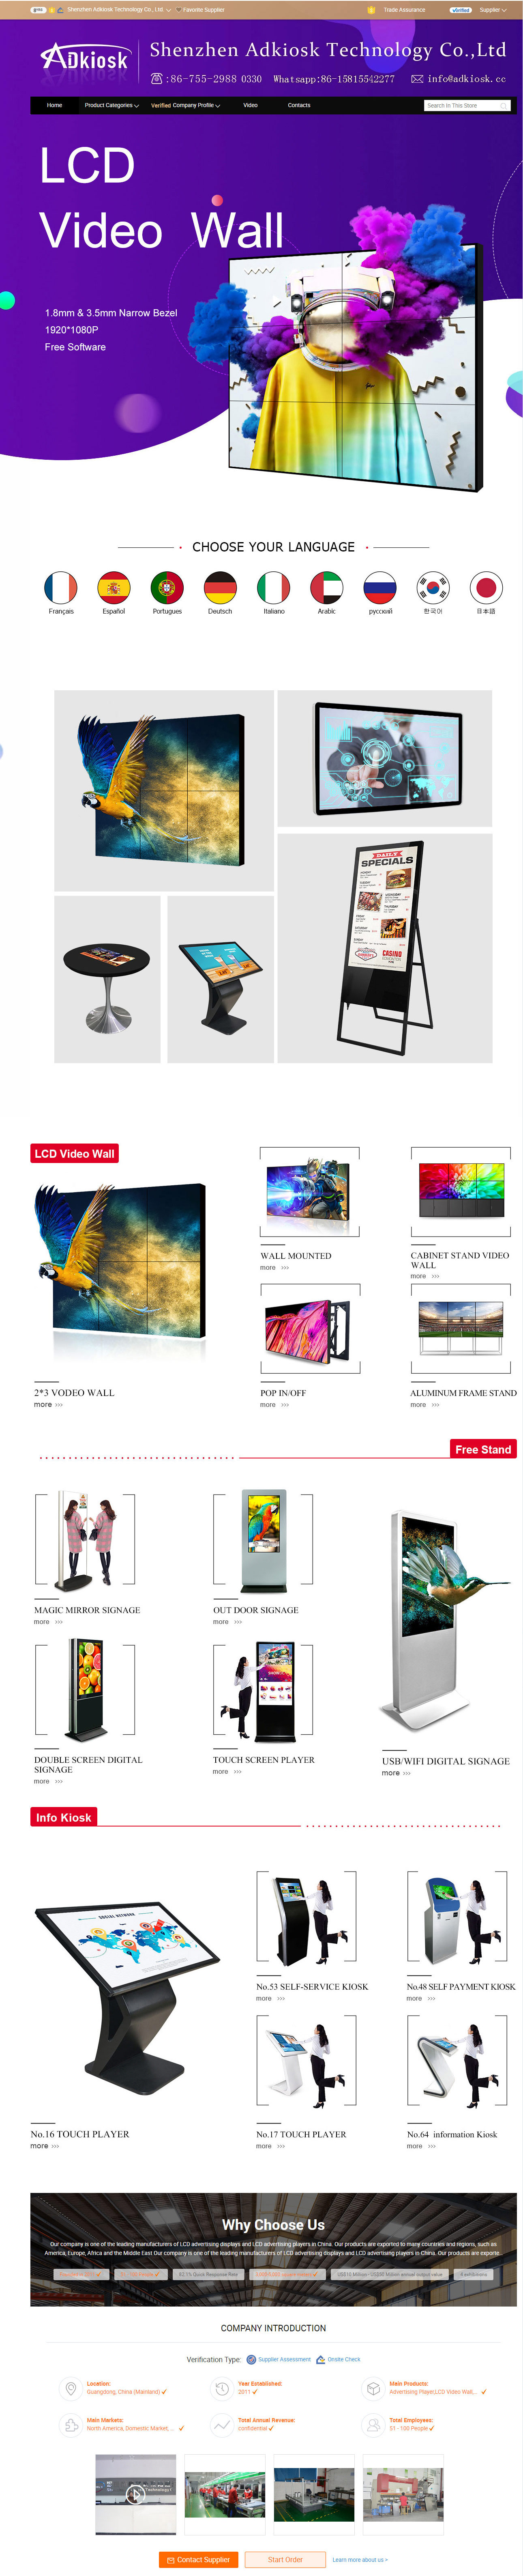 Shenzhen Adkiosk Technology Co., Ltd.
Favorite Supplier
Trade Assurance
Verified
Supplier
ADkiosk
Shenzhen Adkiosk Technology Co.,Ltd
:86-755-2988 0330 Whatsapp:86-15815542277 info@adkiosk.cc
Home
Product Categories
Verified Company Profile
Video
Contacts
Search In This Store
LCD
Video Wall
1.8mm & 3.5mm Narrow Bezel
1920*1080P
Free Software
CHOOSE YOUR LANGUAGE
Français
Español
Portugues
Deutsch
Italiano
Arabic
русский
한국어
日本語
DAILY
SPECIALS
CASINO
LCD Video Wall
WALL MOUNTED
more >>>
CABINET STAND VIDEO
WALL
more >>>
2*3 VODEO WALL
more >>>
POP IN/OFF
more >>>
ALUMINUM FRAME STAND
more >>>
Free Stand
MAGIC MIRROR SIGNAGE
more >>>
OUT DOOR SIGNAGE
more >>>
DOUBLE SCREEN DIGITAL
SIGNAGE
more >>>
TOUCH SCREEN PLAYER
more >>>
USB/WIFI DIGITAL SIGNAGE
more >>>
Info Kiosk
SOCIAL NETWORK
No.53 SELF-SERVICE KIOSK
more >>>
No.48 SELF PAYMENT KIOSK
more >>>
No.16 TOUCH PLAYER
more >>>
No.17 TOUCH PLAYER
more >>>
No.64 information Kiosk
more >>>
Why Choose Us
Our company is one of the leading manufacturers of LCD advertising displays and LCD advertising players in China. Our products are exported to many countries and regions, such as
America, Europe, Africa and the Middle East Our company is one of the leading manufacturers of LCD advertising displays and LCD advertising players in China. Our products are exporte...
COMPANY INTRODUCTION
Verification Type:
Supplier Assessment
Onsite Check
Location:
Guangdong, China (Mainland)
Year Established:
2011
Main Products:
Advertising Player,LCD Video Wall,...
Main Markets:
North America, Domestic Market, ...
Total Annual Revenue:
confidential
Total Employees:
51 - 100 People
Contact Supplier
Start Order
Learn more about us >